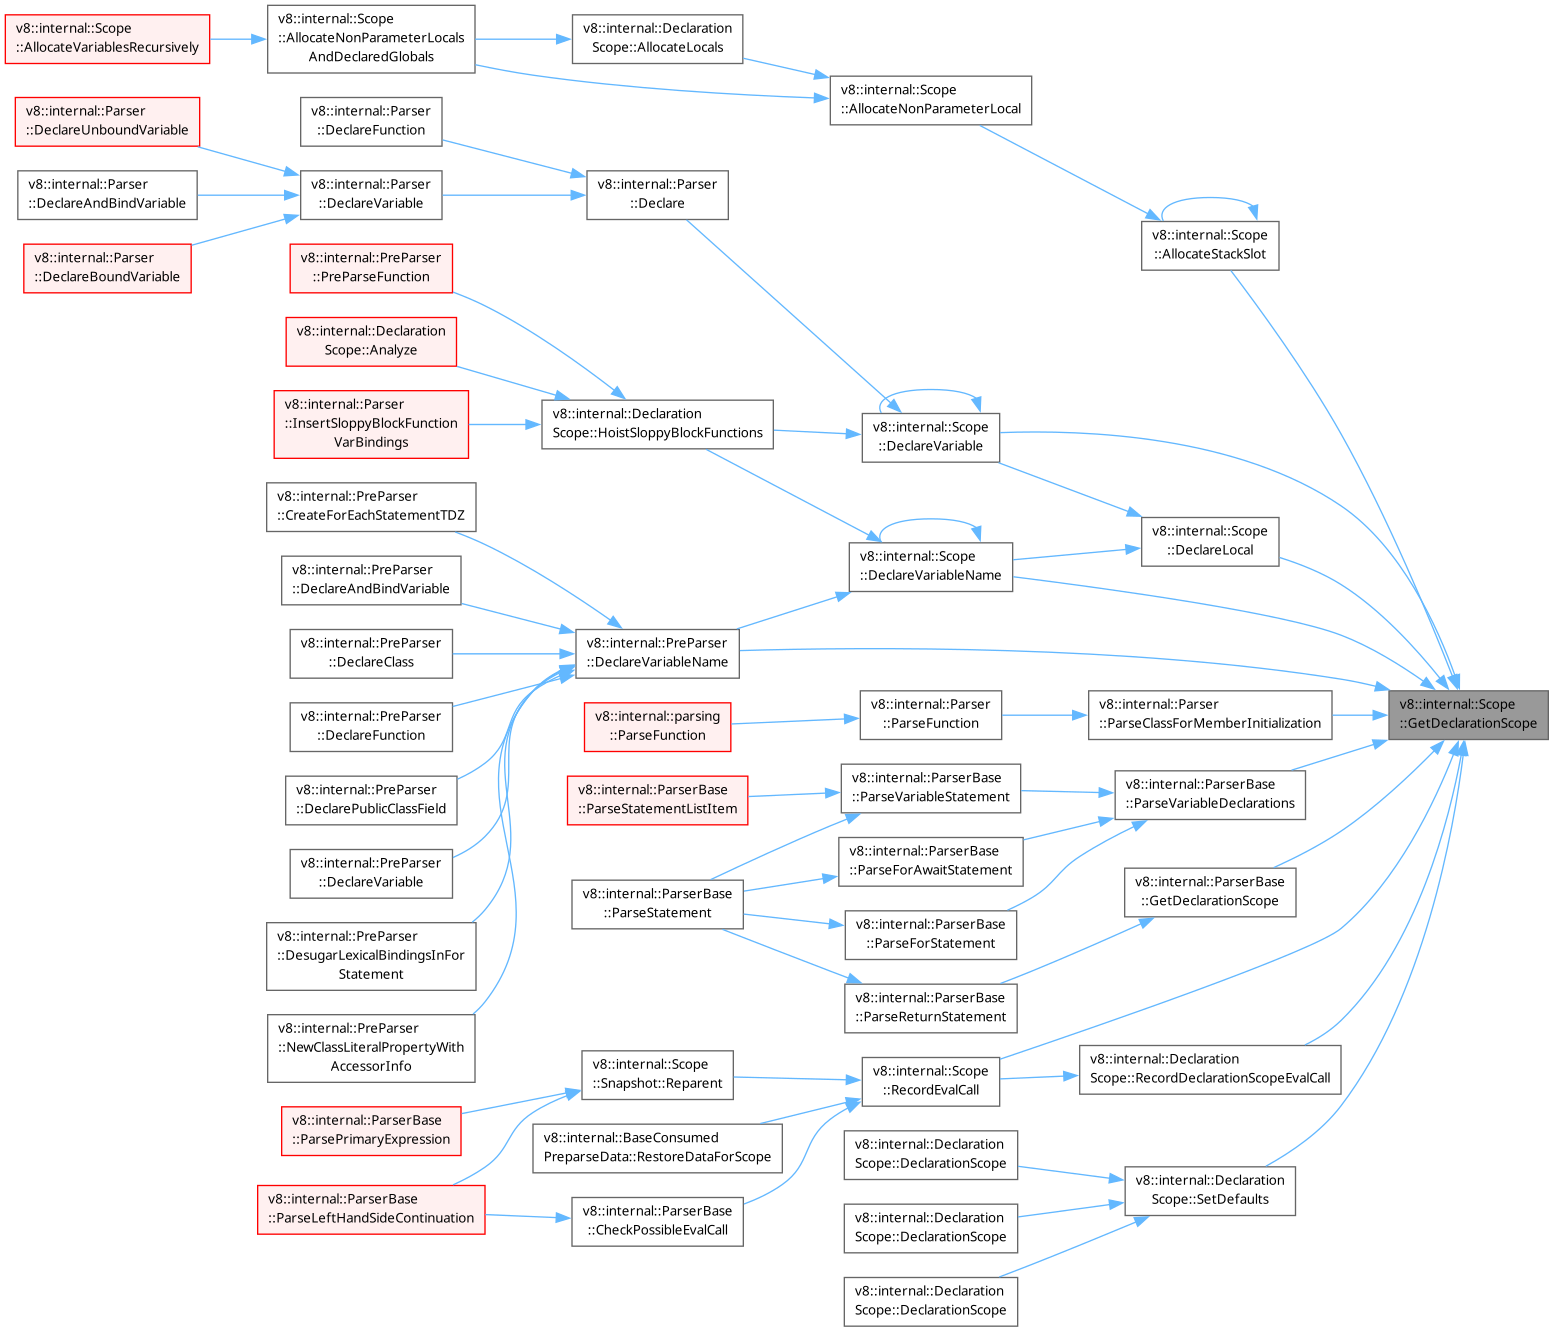 v8::internal::Scope
::AllocateVariablesRecursively
v8::internal::Scope
::AllocateNonParameterLocals
AndDeclaredGlobals
v8::internal::Declaration
Scope::AllocateLocals
v8::internal::Scope
::AllocateNonParameterLocal
v8::internal::Parser
::DeclareUnboundVariable
v8::internal::Parser
::DeclareFunction
v8::internal::Parser
::DeclareAndBindVariable
v8::internal::Parser
::DeclareVariable
v8::internal::Parser
::Declare
v8::internal::Scope
::AllocateStackSlot
v8::internal::Parser
::DeclareBoundVariable
v8::internal::PreParser
::PreParseFunction
v8::internal::Declaration
Scope::Analyze
v8::internal::Parser
::InsertSloppyBlockFunction
VarBindings
v8::internal::Declaration
Scope::HoistSloppyBlockFunctions
v8::internal::Scope
::DeclareVariable
v8::internal::PreParser
::CreateForEachStatementTDZ
v8::internal::Scope
::DeclareVariableName
v8::internal::Scope
::DeclareLocal
v8::internal::PreParser
::DeclareAndBindVariable
v8::internal::PreParser
::DeclareClass
v8::internal::PreParser
::DeclareVariableName
v8::internal::PreParser
::DeclareFunction
v8::internal::parsing
::ParseFunction
v8::internal::Parser
::ParseFunction
v8::internal::Parser
::ParseClassForMemberInitialization
v8::internal::Scope
::GetDeclarationScope
v8::internal::PreParser
::DeclarePublicClassField
v8::internal::ParserBase
::ParseStatementListItem
v8::internal::ParserBase
::ParseVariableStatement
v8::internal::ParserBase
::ParseVariableDeclarations
v8::internal::PreParser
::DeclareVariable
v8::internal::ParserBase
::ParseStatement
v8::internal::ParserBase
::ParseForAwaitStatement
v8::internal::ParserBase
::GetDeclarationScope
v8::internal::PreParser
::DesugarLexicalBindingsInFor
Statement
v8::internal::ParserBase
::ParseForStatement
v8::internal::ParserBase
::ParseReturnStatement
v8::internal::PreParser
::NewClassLiteralPropertyWith
AccessorInfo
v8::internal::Scope
::Snapshot::Reparent
v8::internal::Scope
::RecordEvalCall
v8::internal::Declaration
Scope::RecordDeclarationScopeEvalCall
v8::internal::ParserBase
::ParsePrimaryExpression
v8::internal::BaseConsumed
PreparseData::RestoreDataForScope
v8::internal::Declaration
Scope::DeclarationScope
v8::internal::ParserBase
::ParseLeftHandSideContinuation
v8::internal::ParserBase
::CheckPossibleEvalCall
v8::internal::Declaration
Scope::DeclarationScope
v8::internal::Declaration
Scope::SetDefaults
v8::internal::Declaration
Scope::DeclarationScope